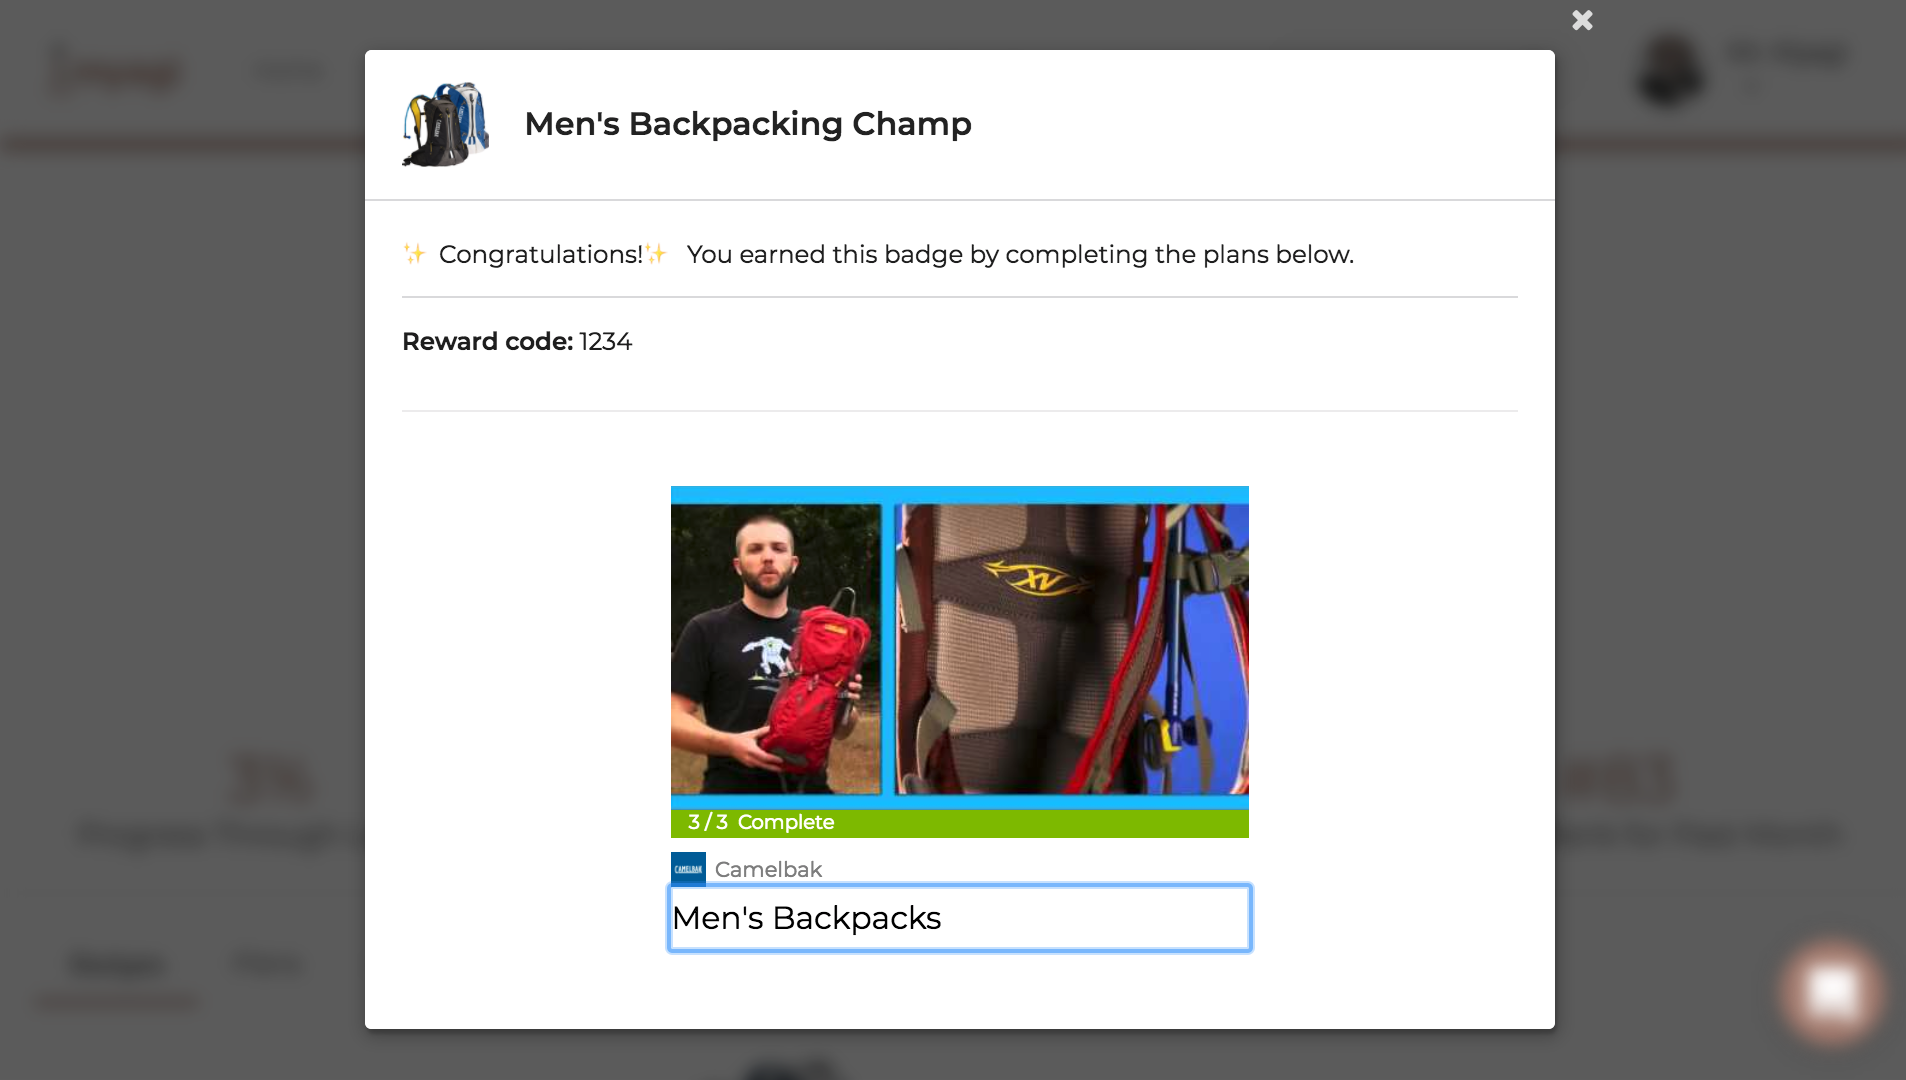 Men's Backpacking Champ
✨ Congratulations!✨ You earned this badge by completing the plans below.
Reward code: 1234
3 / 3 Complete
CAMELBAK
Camelbak
Men's Backpacks